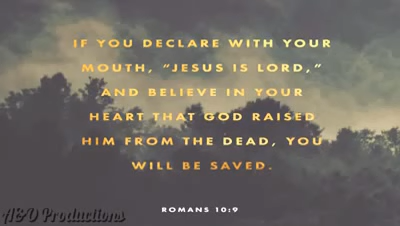 IF YOU DECLARE WITH YOUR
MOUTH, “JESUS IS LORD,”
AND BELIEVE IN YOUR
HEART THAT GOD RAISED
HIM FROM THE DEAD, YOU
WILL BE SAVED.
ROMANS 10:9
A&D Productions